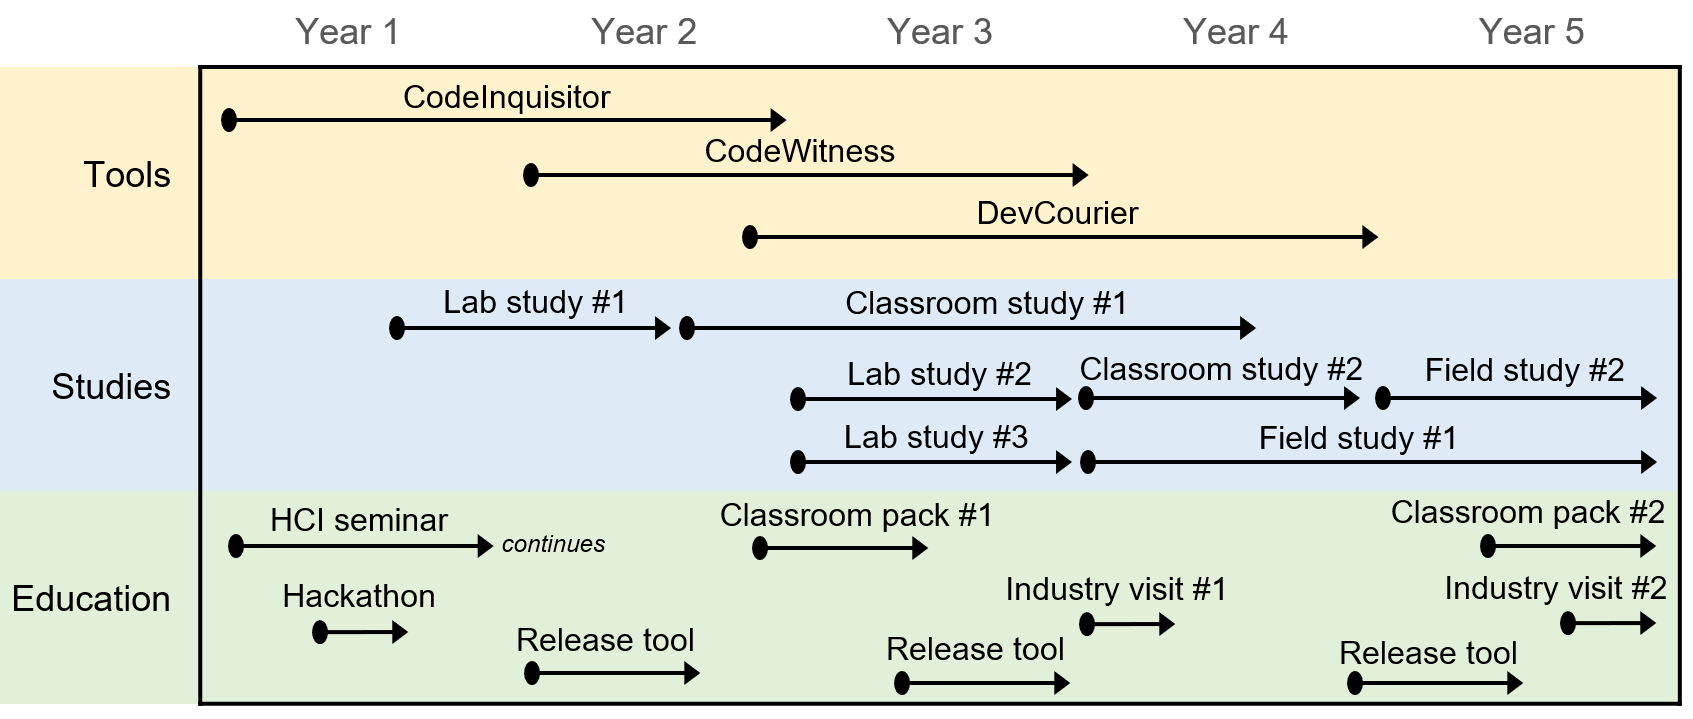 Year 1
Year 2
Year 3
Year 4
Year 5
Tools
CodeInquisitor
CodeWitness
DevCourier
Studies
Lab study #1
Classroom study #1
Lab study #2
Classroom study #2
Field study #2
Lab study #3
Field study #1
Education
HCI seminar
continues
Classroom pack #1
Classroom pack #2
Hackathon
Industry visit #1
Industry visit #2
Release tool
Release tool
Release tool